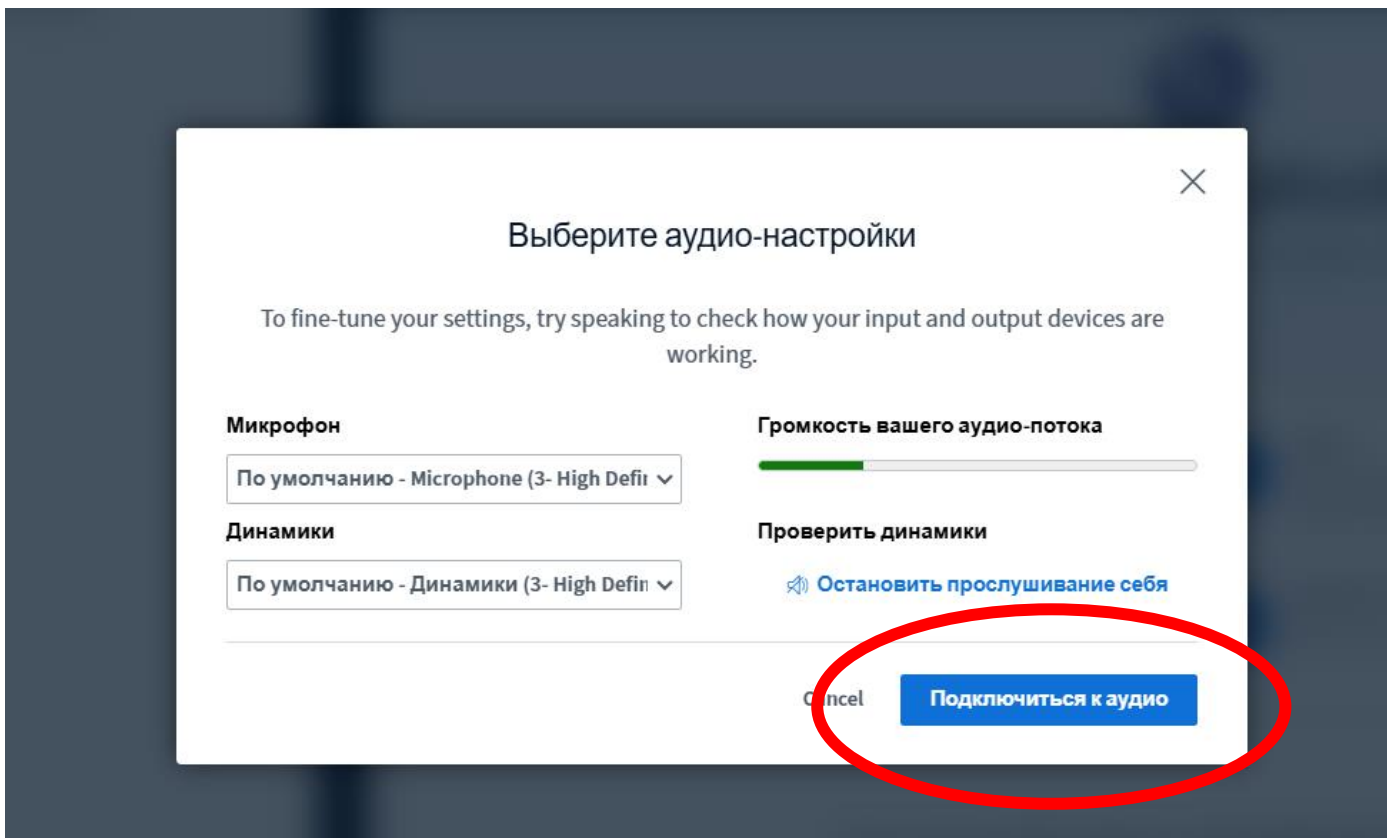 Выберите аудио-настройки
To fine-tune your settings, try speaking to check how your input and output devices are
working.
Микрофон
Громкость вашего аудио-потока
По умолчанию - Microphone (3- High Defin
Динамики
Проверить динамики
По умолчанию - Динамики (3- High Defin
Остановить прослушивание себя
Cancel
Подключиться к аудио